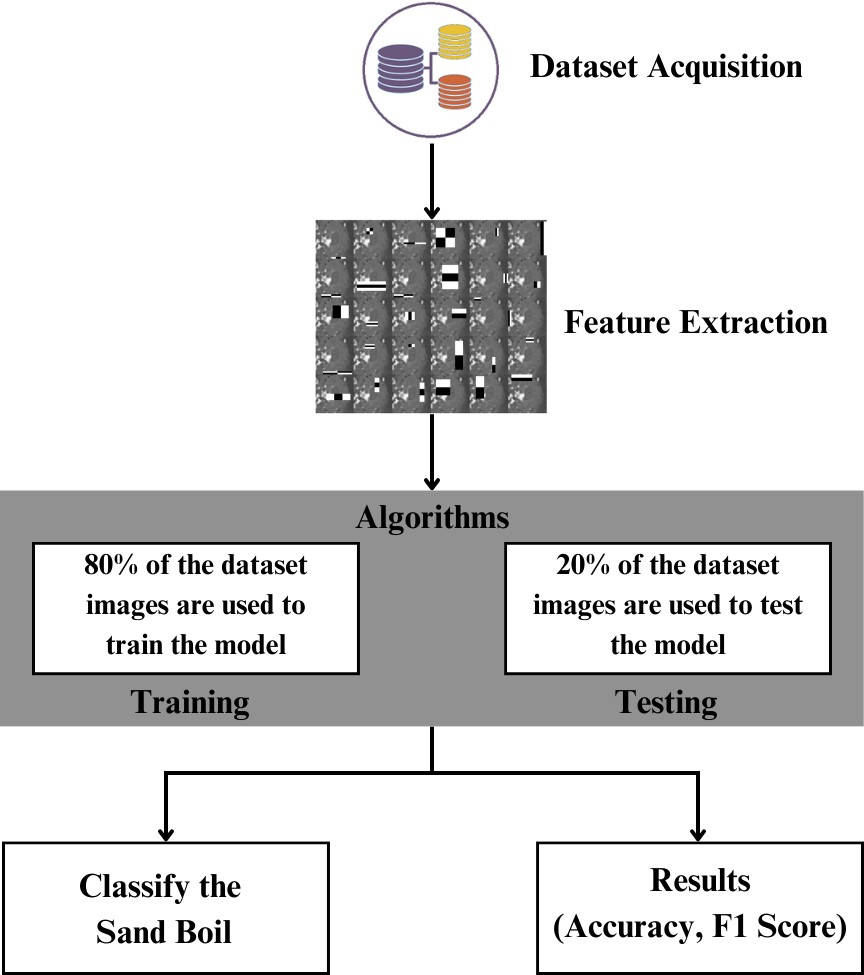 Dataset Acquisition
Feature Extraction
Algorithms
80% of the dataset
images are used to
train the model
20% of the dataset
images are used to test
the model
Training
Testing
Classify the
Sand Boil
Results
(Accuracy, F1 Score)